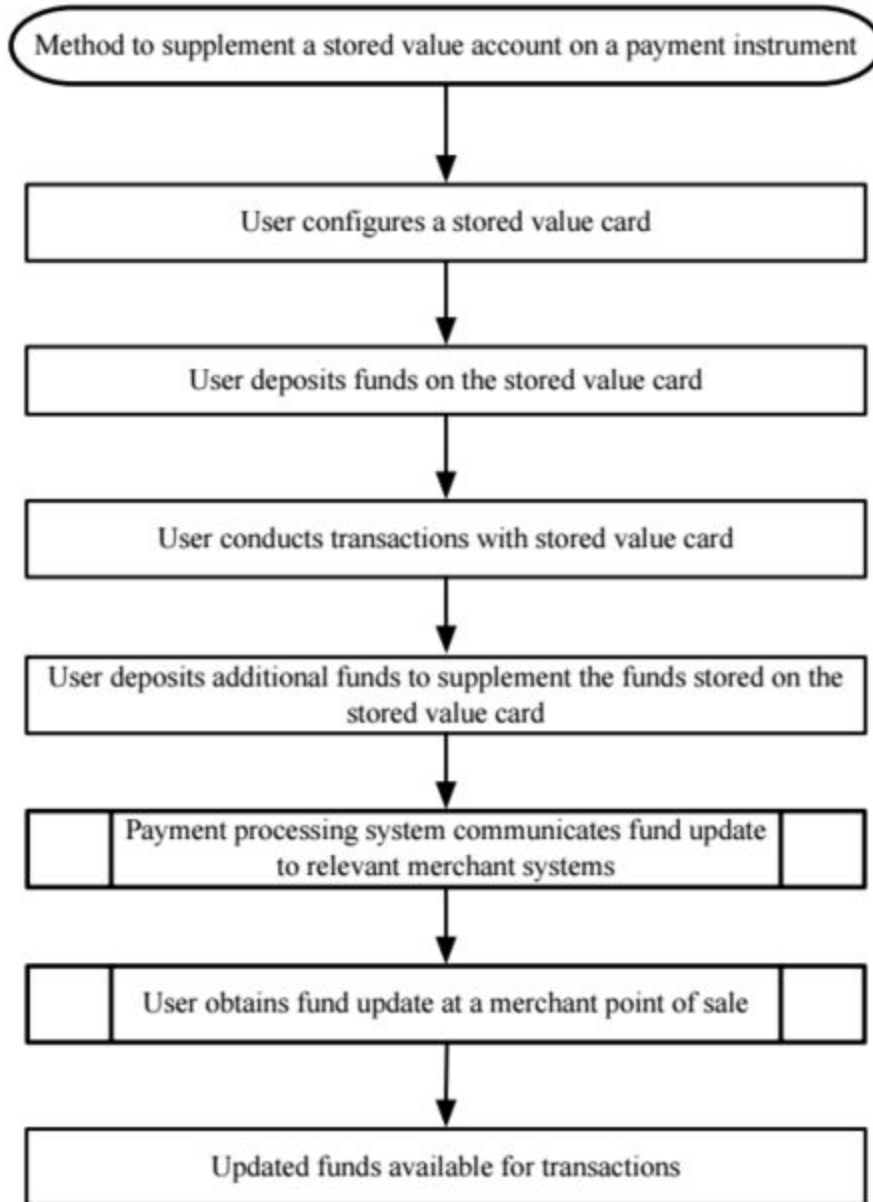 Method to supplement a stored value account on a payment instrument
User configures a stored value card
User deposits funds on the stored value card
User conducts transactions with stored value card
User deposits additional funds to supplement the funds stored on the
stored value card
Payment processing system communicates fund update
to relevant merchant systems
User obtains fund update at a merchant point of sale
Updated funds available for transactions